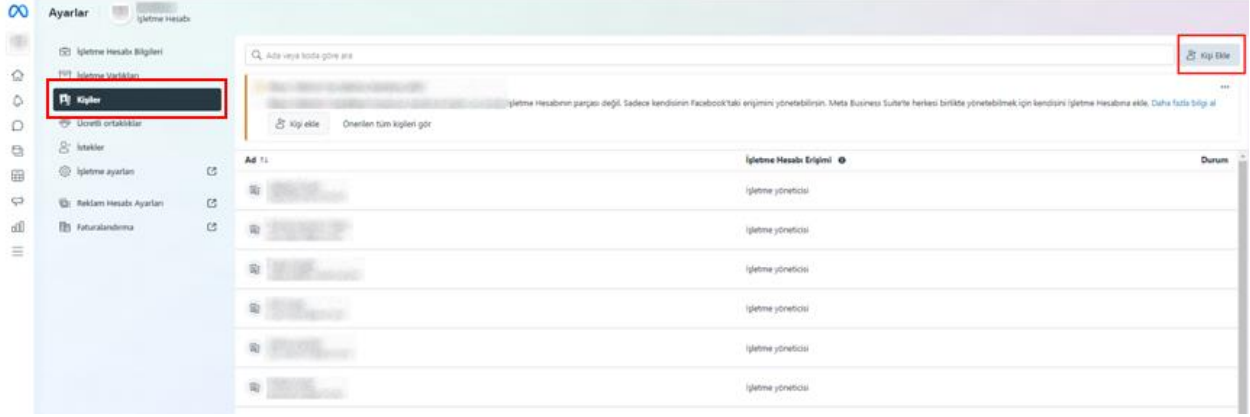 Ayarlar
İşletme Hesabı
İşletme Hesabı Bilgileri
İşletme Varlıkları
Kişiler
Ücretli ortaklıklar
İstekler
İşletme ayarları
Reklam Hesabı Ayarları
Faturalandırma
Ada veya koda göre ara
Kişi Ekle
işletme Hesabının parçası değil. Sadece kendisinin Facebook'taki erişimini yönetebilirsin. Meta Business Suite'te herkesi birlikte yönetebilmek için kendisini işletme Hesabına ekle. Daha fazla bilgi al
Kişi ekle Önerilen tüm kişileri gör
Ad İşletme Hesabı Erişimi Durum
İşletme yöneticisi
İşletme yöneticisi
İşletme yöneticisi
İşletme yöneticisi
İşletme yöneticisi
İşletme yöneticisi